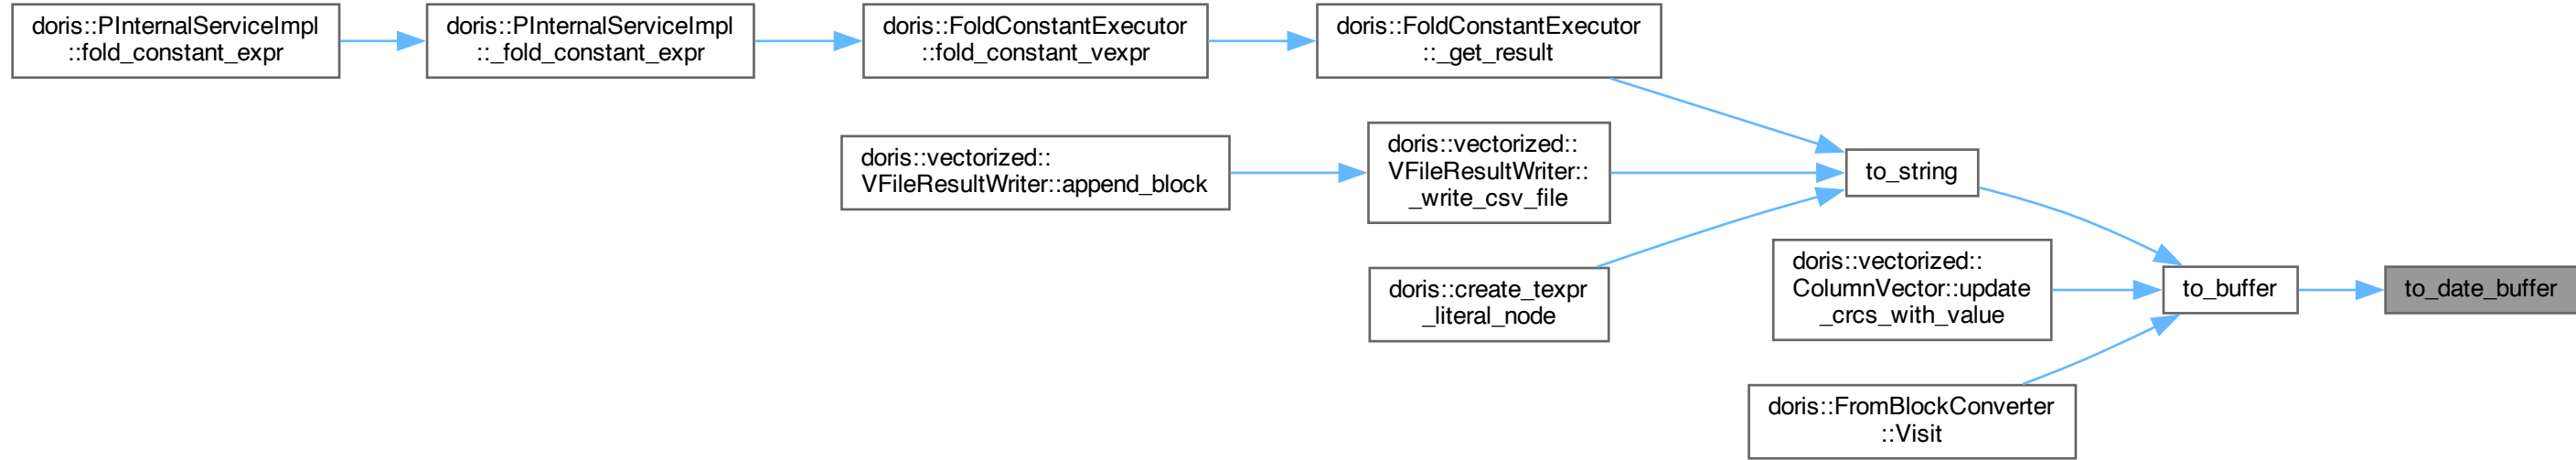 doris::PInternalServiceImpl
::fold_constant_expr
doris::PInternalServiceImpl
::_fold_constant_expr
doris::FoldConstantExecutor
::fold_constant_vexpr
doris::FoldConstantExecutor
::_get_result
doris::vectorized::
VFileResultWriter::append_block
doris::vectorized::
VFileResultWriter::
_write_csv_file
doris::create_texpr
_literal_node
to_string
doris::vectorized::
ColumnVector::update
_crcs_with_value
doris::FromBlockConverter
::Visit
to_buffer
to_date_buffer